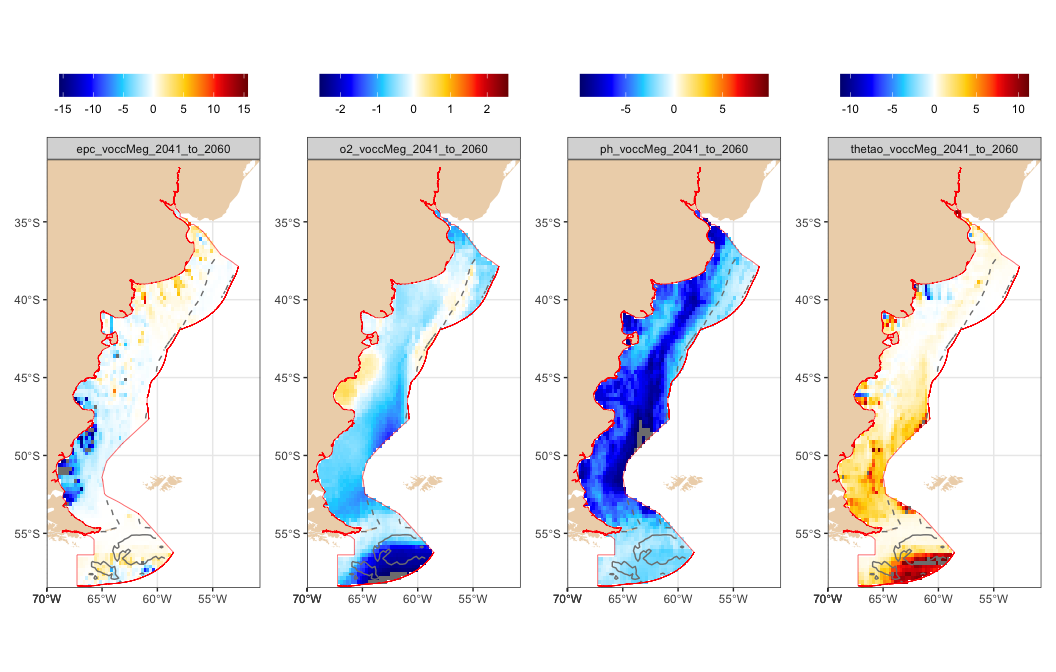 -15 -10 -5 0 5 10 15
-2 -1 0 1 2
-5 0 5
-10 -5 0 5 10
epc_voccMeg_2041_to_2060
o2_voccMeg_2041_to_2060
ph_voccMeg_2041_to_2060
thetao_voccMeg_2041_to_2060
35°S
40°S
45°S
50°S
55°S
70°W 65°W 60°W 55°W
35°S
40°S
45°S
50°S
55°S
70°W 65°W 60°W 55°W
35°S
40°S
45°S
50°S
55°S
70°W 65°W 60°W 55°W
35°S
40°S
45°S
50°S
55°S
70°W 65°W 60°W 55°W